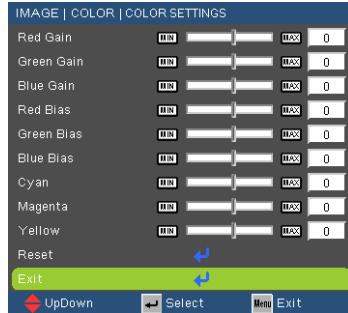 IMAGE | COLOR | COLOR SETTINGS
Red Gain MIN MAX 0
Green Gain MIN MAX 0
Blue Gain MIN MAX 0
Red Bias MIN MAX 0
Green Bias MIN MAX 0
Blue Bias MIN MAX 0
Cyan MIN MAX 0
Magenta MIN MAX 0
Yellow MIN MAX 0
Reset
Exit
UpDown Select Menu Exit